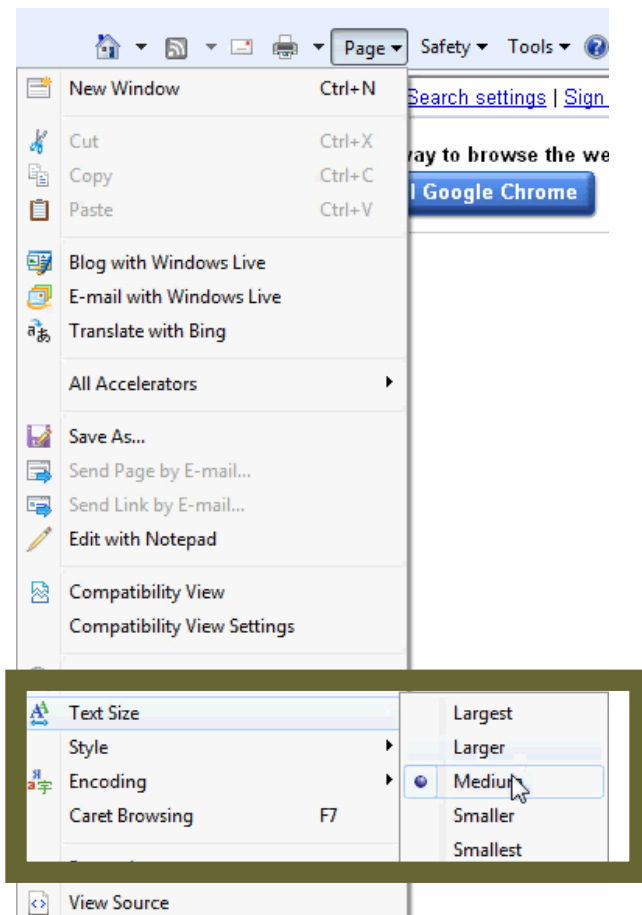 Page Safety Tools
New Window Ctrl+N
Search settings | Sign
Cut Ctrl+X
ay to browse the we
Copy Ctrl+C
l Google Chrome
Paste Ctrl+V
Blog with Windows Live
E-mail with Windows Live
Translate with Bing
All Accelerators
Save As...
Send Page by E-mail...
Send Link by E-mail...
Edit with Notepad
Compatibility View
Compatibility View Settings
Text Size Largest
Style Larger
Encoding Medium
Caret Browsing F7 Smaller
Smallest
View Source